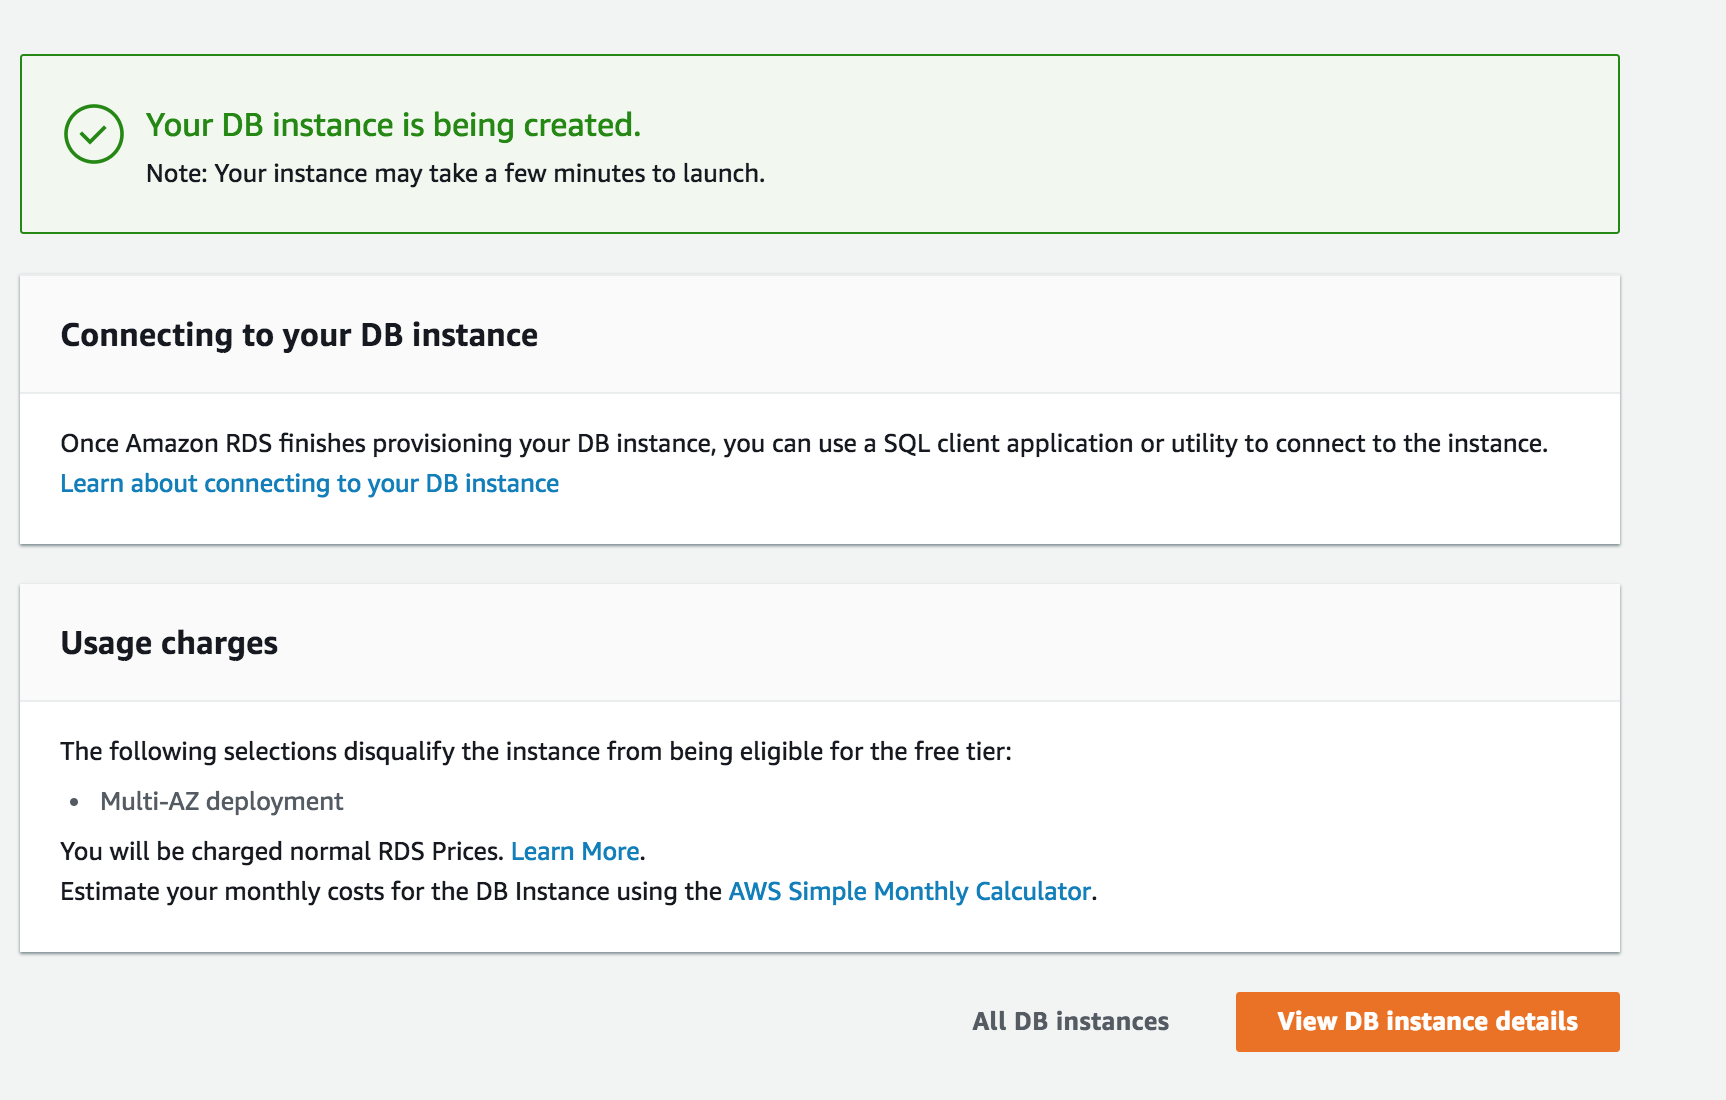 Your DB instance is being created.
Note: Your instance may take a few minutes to launch.
Connecting to your DB instance
Once Amazon RDS finishes provisioning your DB instance, you can use a SQL client application or utility to connect to the instance.
Learn about connecting to your DB instance
Usage charges
The following selections disqualify the instance from being eligible for the free tier:
• Multi-AZ deployment
You will be charged normal RDS Prices. Learn More.
Estimate your monthly costs for the DB Instance using the AWS Simple Monthly Calculator.
All DB instances
View DB instance details